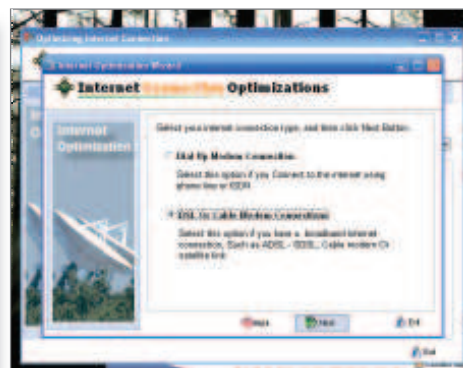 Optimizing Internet Connection
Internet Optimization Wizard
Internet Connection Optimizations
Internet
Optimization
Select your internet connection type, and then click Next Button.
Dial Up Modem Connection
Select this option if you Connect to the internet using
phone line or ISDN
DSL Or Cable Modem Connections
Select this option if you have a broadband Internet
connection, Such as ADSL - SDSL, Cable modem Or
satellite link
Next
Exit
Exit